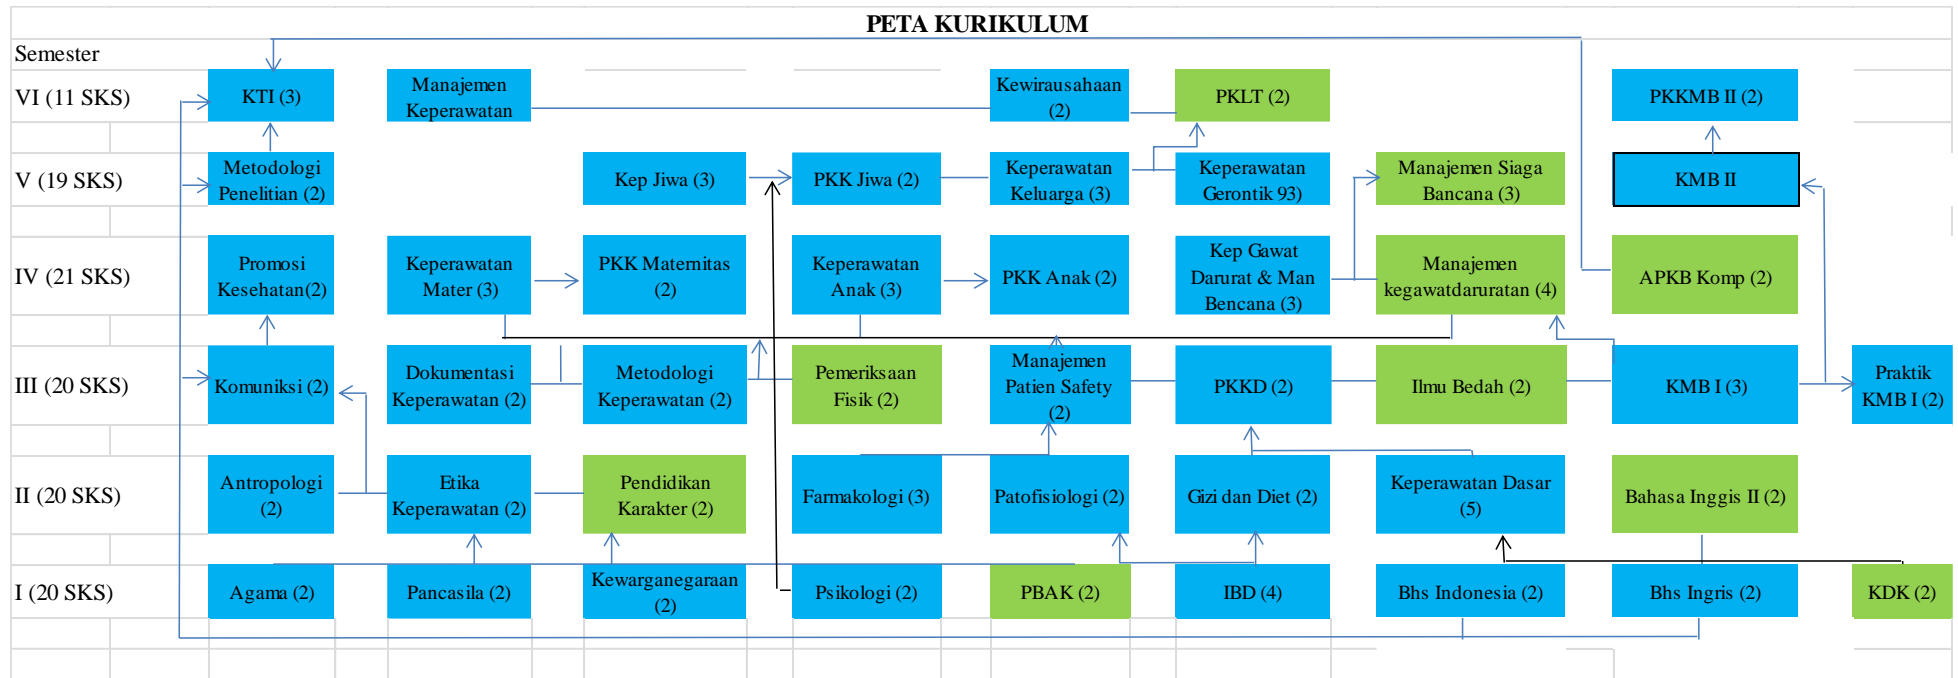 PETA KURIKULUM
Semester
VI (11 SKS)
KTI (3)
Manajemen
Keperawatan
Kewirausahaan
(2)
PKLT (2)
PKKMB II (2)
V (19 SKS)
Metodologi
Penelitian (2)
Kep Jiwa (3)
PKK Jiwa (2)
Keperawatan
Keluarga (3)
Keperawatan
Gerontik 93)
Manajemen Siaga
Bancana (3)
KMB II
IV (21 SKS)
Promosi
Kesehatan(2)
Keperawatan
Mater (3)
PKK Maternitas
(2)
Keperawatan
Anak (3)
PKK Anak (2)
Kep Gawat
Darurat & Man
Bencana (3)
Manajemen
kegawatdaruratan (4)
APKB Komp (2)
III (20 SKS)
Komuniksi (2)
Dokumentasi
Keperawatan (2)
Metodologi
Keperawatan (2)
Pemeriksaan
Fisik (2)
Manajemen
Patien Safety
(2)
PKKD (2)
Ilmu Bedah (2)
KMB I (3)
Praktik
KMB I (2)
II (20 SKS)
Antropologi
(2)
Etika
Keperawatan (2)
Pendidikan
Karakter (2)
Farmakologi (3)
Patofisiologi (2)
Gizi dan Diet (2)
Keperawatan Dasar
(5)
Bahasa Inggis II (2)
I (20 SKS)
Agama (2)
Pancasila (2)
Kewarganegaraan
(2)
Psikologi (2)
PBAK (2)
IBD (4)
Bhs Indonesia (2)
Bhs Ingris (2)
KDK (2)